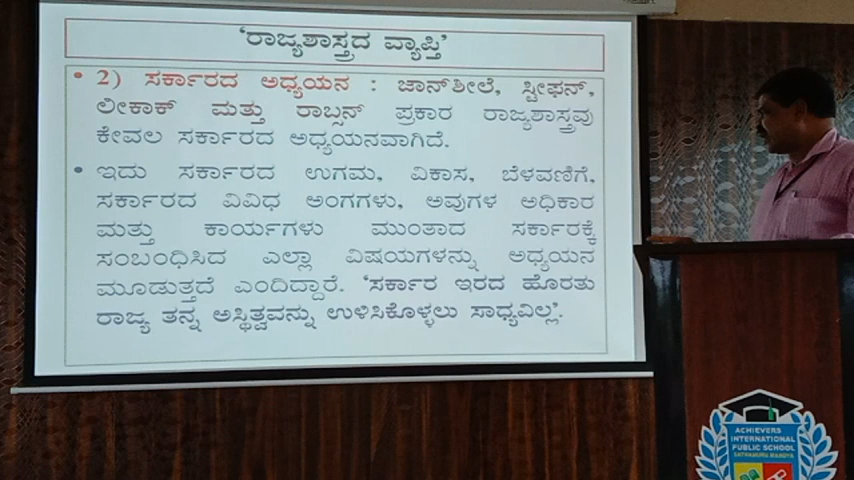 'ರಾಜ್ಯಶಾಸ್ತ್ರದ ವ್ಯಾಪ್ತಿ'
• 2) ಸರ್ಕಾರದ ಅಧ್ಯಯನ : ಜಾನ್‌ಶೀಲೆ, ಸ್ಟೀಫನ್,
ಲೀಕಾಕ್ ಮತ್ತು ರಾಬ್ಸನ್ ಪ್ರಕಾರ ರಾಜ್ಯಶಾಸ್ತ್ರವು
ಕೇವಲ ಸರ್ಕಾರದ ಅಧ್ಯಯನವಾಗಿದೆ.
• ಇದು ಸರ್ಕಾರದ ಉಗಮ, ವಿಕಾಸ, ಬೆಳವಣಿಗೆ,
ಸರ್ಕಾರದ ವಿವಿಧ ಅಂಗಗಳು, ಅವುಗಳ ಅಧಿಕಾರ
ಮತ್ತು ಕಾರ್ಯಗಳು ಮುಂತಾದ ಸರ್ಕಾರಕ್ಕೆ
ಸಂಬಂಧಿಸಿದ ಎಲ್ಲಾ ವಿಷಯಗಳನ್ನು ಅಧ್ಯಯನ
ಮೂಡುತ್ತದೆ ಎಂದಿದ್ದಾರೆ. 'ಸರ್ಕಾರ ಇರದ ಹೊರತು
ರಾಜ್ಯ ತನ್ನ ಅಸ್ಥಿತ್ವವನ್ನು ಉಳಿಸಿಕೊಳ್ಳಲು ಸಾಧ್ಯವಿಲ್ಲ'.
ACHIEVERS
INTERNATIONAL
PUBLIC SCHOOL